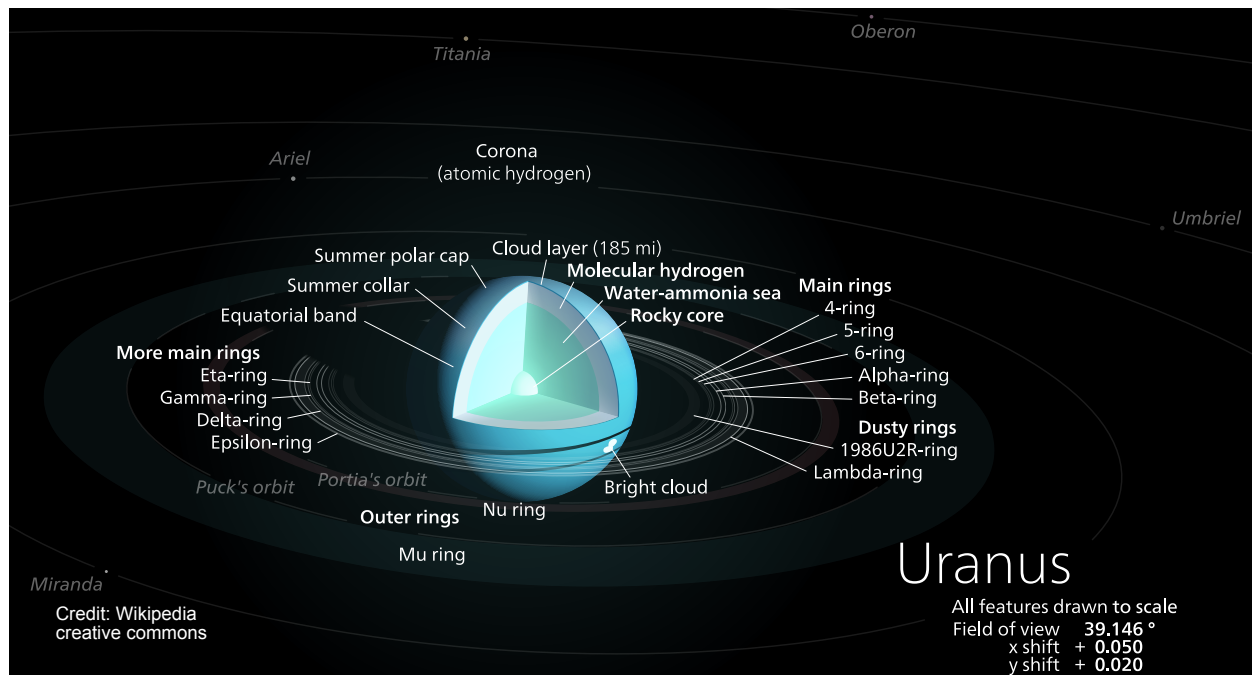 Oberon
Titania
Ariel
Corona
(atomic hydrogen)
Umbriel
Summer polar cap
Summer collar
Equatorial band
Cloud layer (185 mi)
Molecular hydrogen
Water-ammonia sea
Rocky core
Main rings
4-ring
5-ring
6-ring
Alpha-ring
Beta-ring
Dusty rings
1986U2R-ring
Lambda-ring
More main rings
Eta-ring
Gamma-ring
Delta-ring
Epsilon-ring
Puck's orbit
Portia's orbit
Bright cloud
Outer rings
Nu ring
Mu ring
Miranda
Credit: Wikipedia
creative commons
Uranus
All features drawn to scale
Field of view 39.146 °
x shift + 0.050
y shift + 0.020